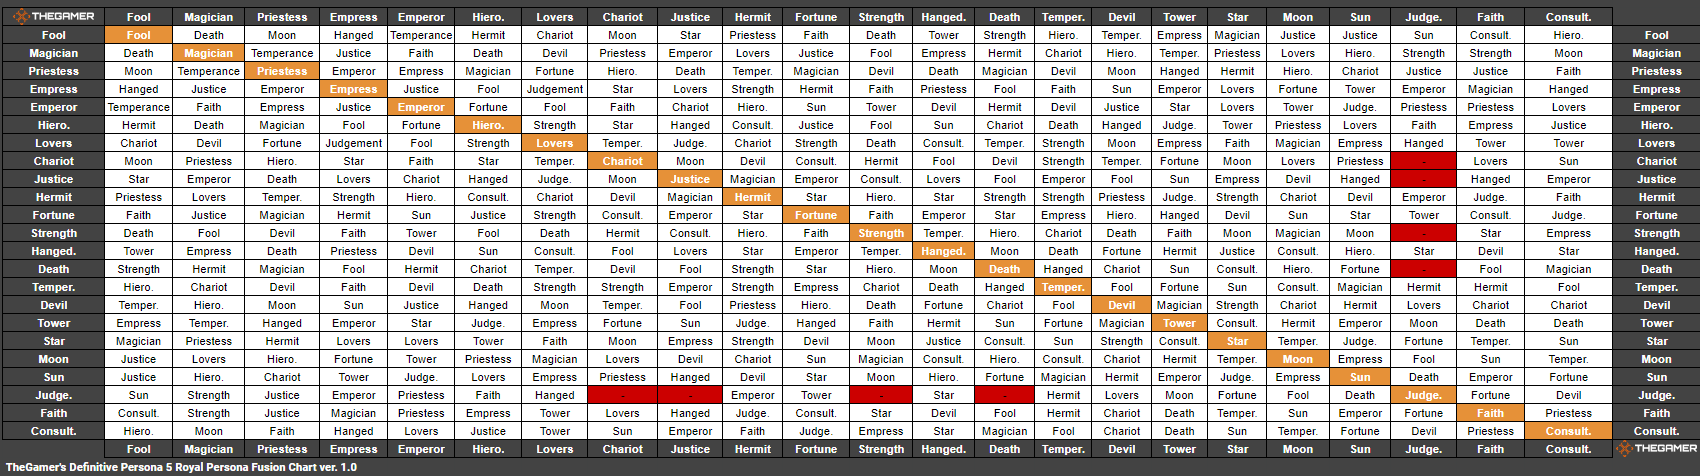 THEGAMER Fool Magician Priestess Empress Emperor Hiero. Lovers Chariot Justice Hermit Fortune Strength Hanged. Death Temper. Devil Tower Star Moon Sun Judge. Faith Consult.
Fool Fool Death Moon Hanged Temperance Hermit Chariot Moon Star Priestess Faith Death Tower Strength Hiero. Temper. Empress Magician Justice Justice Sun Consult. Hiero. Fool
Magician Death Magician Temperance Justice Faith Death Devil Priestess Emperor Lovers Justice Fool Empress Hermit Chariot Hiero. Temper. Priestess Lovers Hiero. Strength Strength Moon Magician
Priestess Moon Temperance Priestess Emperor Empress Magician Fortune Hiero. Death Temper. Magician Devil Death Magician Devil Moon Hanged Hermit Hiero. Chariot Justice Justice Faith Priestess
Empress Hanged Justice Emperor Empress Justice Fool Judgement Star Lovers Strength Hermit Faith Priestess Fool Faith Sun Emperor Lovers Fortune Tower Emperor Magician Hanged Empress
Emperor Temperance Faith Empress Justice Emperor Fortune Fool Faith Chariot Hiero. Sun Tower Devil Hermit Devil Justice Star Lovers Tower Judge. Priestess Priestess Lovers Emperor
Hiero. Hermit Death Magician Fool Fortune Hiero. Strength Star Hanged Consult. Justice Fool Sun Chariot Death Hanged Judge. Tower Priestess Lovers Faith Empress Justice Hiero.
Lovers Chariot Devil Fortune Judgement Fool Strength Lovers Temper. Judge. Chariot Strength Death Consult. Temper. Strength Moon Empress Faith Magician Empress Hanged Tower Tower Lovers
Chariot Moon Priestess Hiero. Star Faith Star Temper. Chariot Moon Devil Consult. Hermit Fool Devil Strength Temper. Fortune Moon Lovers Priestess - Lovers Sun Chariot
Justice Star Emperor Death Lovers Chariot Hanged Judge. Moon Justice Magician Emperor Consult. Lovers Fool Emperor Fool Sun Empress Devil Hanged - Hanged Emperor Justice
Hermit Priestess Lovers Temper. Strength Hiero. Consult. Chariot Devil Magician Hermit Star Hiero. Star Strength Strength Priestess Judge. Strength Chariot Devil Emperor Judge. Faith Hermit
Fortune Faith Justice Magician Hermit Sun Justice Strength Consult. Emperor Star Fortune Faith Emperor Star Empress Hiero. Hanged Devil Sun Star Tower Consult. Judge. Fortune
Strength Death Fool Devil Faith Tower Fool Death Hermit Consult. Hiero. Faith Strength Temper. Hiero. Chariot Death Faith Moon Magician Moon - Star Empress Strength
Hanged. Tower Empress Death Priestess Devil Sun Consult. Fool Lovers Star Emperor Temper. Hanged. Moon Death Fortune Hermit Justice Consult. Hiero. Star Devil Star Hanged.
Death Strength Hermit Magician Fool Hermit Chariot Temper. Devil Fool Strength Star Hiero. Moon Death Hanged Chariot Sun Consult. Hiero. Fortune - Fool Magician Death
Temper. Hiero. Chariot Devil Faith Devil Death Strength Strength Emperor Strength Empress Chariot Death Hanged Temper. Fool Fortune Sun Consult. Magician Hermit Hermit Fool Temper.
Devil Temper. Hiero. Moon Sun Justice Hanged Moon Temper. Fool Priestess Hiero. Death Fortune Chariot Fool Devil Magician Strength Chariot Hermit Lovers Chariot Chariot Devil
Tower Empress Temper. Hanged Emperor Star Judge. Empress Fortune Sun Judge. Hanged Faith Hermit Sun Fortune Magician Tower Consult. Hermit Emperor Moon Death Death Tower
Star Magician Priestess Hermit Lovers Lovers Tower Faith Moon Empress Strength Devil Moon Justice Consult. Sun Strength Consult. Star Temper. Judge. Fortune Temper. Sun Star
Moon Justice Lovers Hiero. Fortune Tower Priestess Magician Lovers Devil Chariot Sun Magician Consult. Hiero. Consult. Chariot Hermit Temper. Moon Empress Fool Sun Temper. Moon
Sun Justice Hiero. Chariot Tower Judge. Lovers Empress Priestess Hanged Devil Star Moon Hiero. Fortune Magician Hermit Emperor Judge. Empress Sun Death Emperor Fortune Sun
Judge. Sun Strength Justice Emperor Priestess Faith Hanged - - Emperor Tower - Star - Hermit Lovers Moon Fortune Fool Death Judge. Fortune Devil Judge.
Faith Consult. Strength Justice Magician Priestess Empress Tower Lovers Hanged Judge. Consult. Star Devil Fool Hermit Chariot Death Temper. Sun Emperor Fortune Faith Priestess Faith
Consult. Hiero. Moon Faith Hanged Lovers Justice Tower Sun Emperor Faith Judge. Empress Star Magician Fool Chariot Death Sun Temper. Fortune Devil Priestess Consult. Consult.
Fool Magician Priestess Empress Emperor Hiero. Lovers Chariot Justice Hermit Fortune Strength Hanged. Death Temper. Devil Tower Star Moon Sun Judge. Faith Consult. THEGAMER
TheGamer's Definitive Persona 5 Royal Persona Fusion Chart ver. 1.0